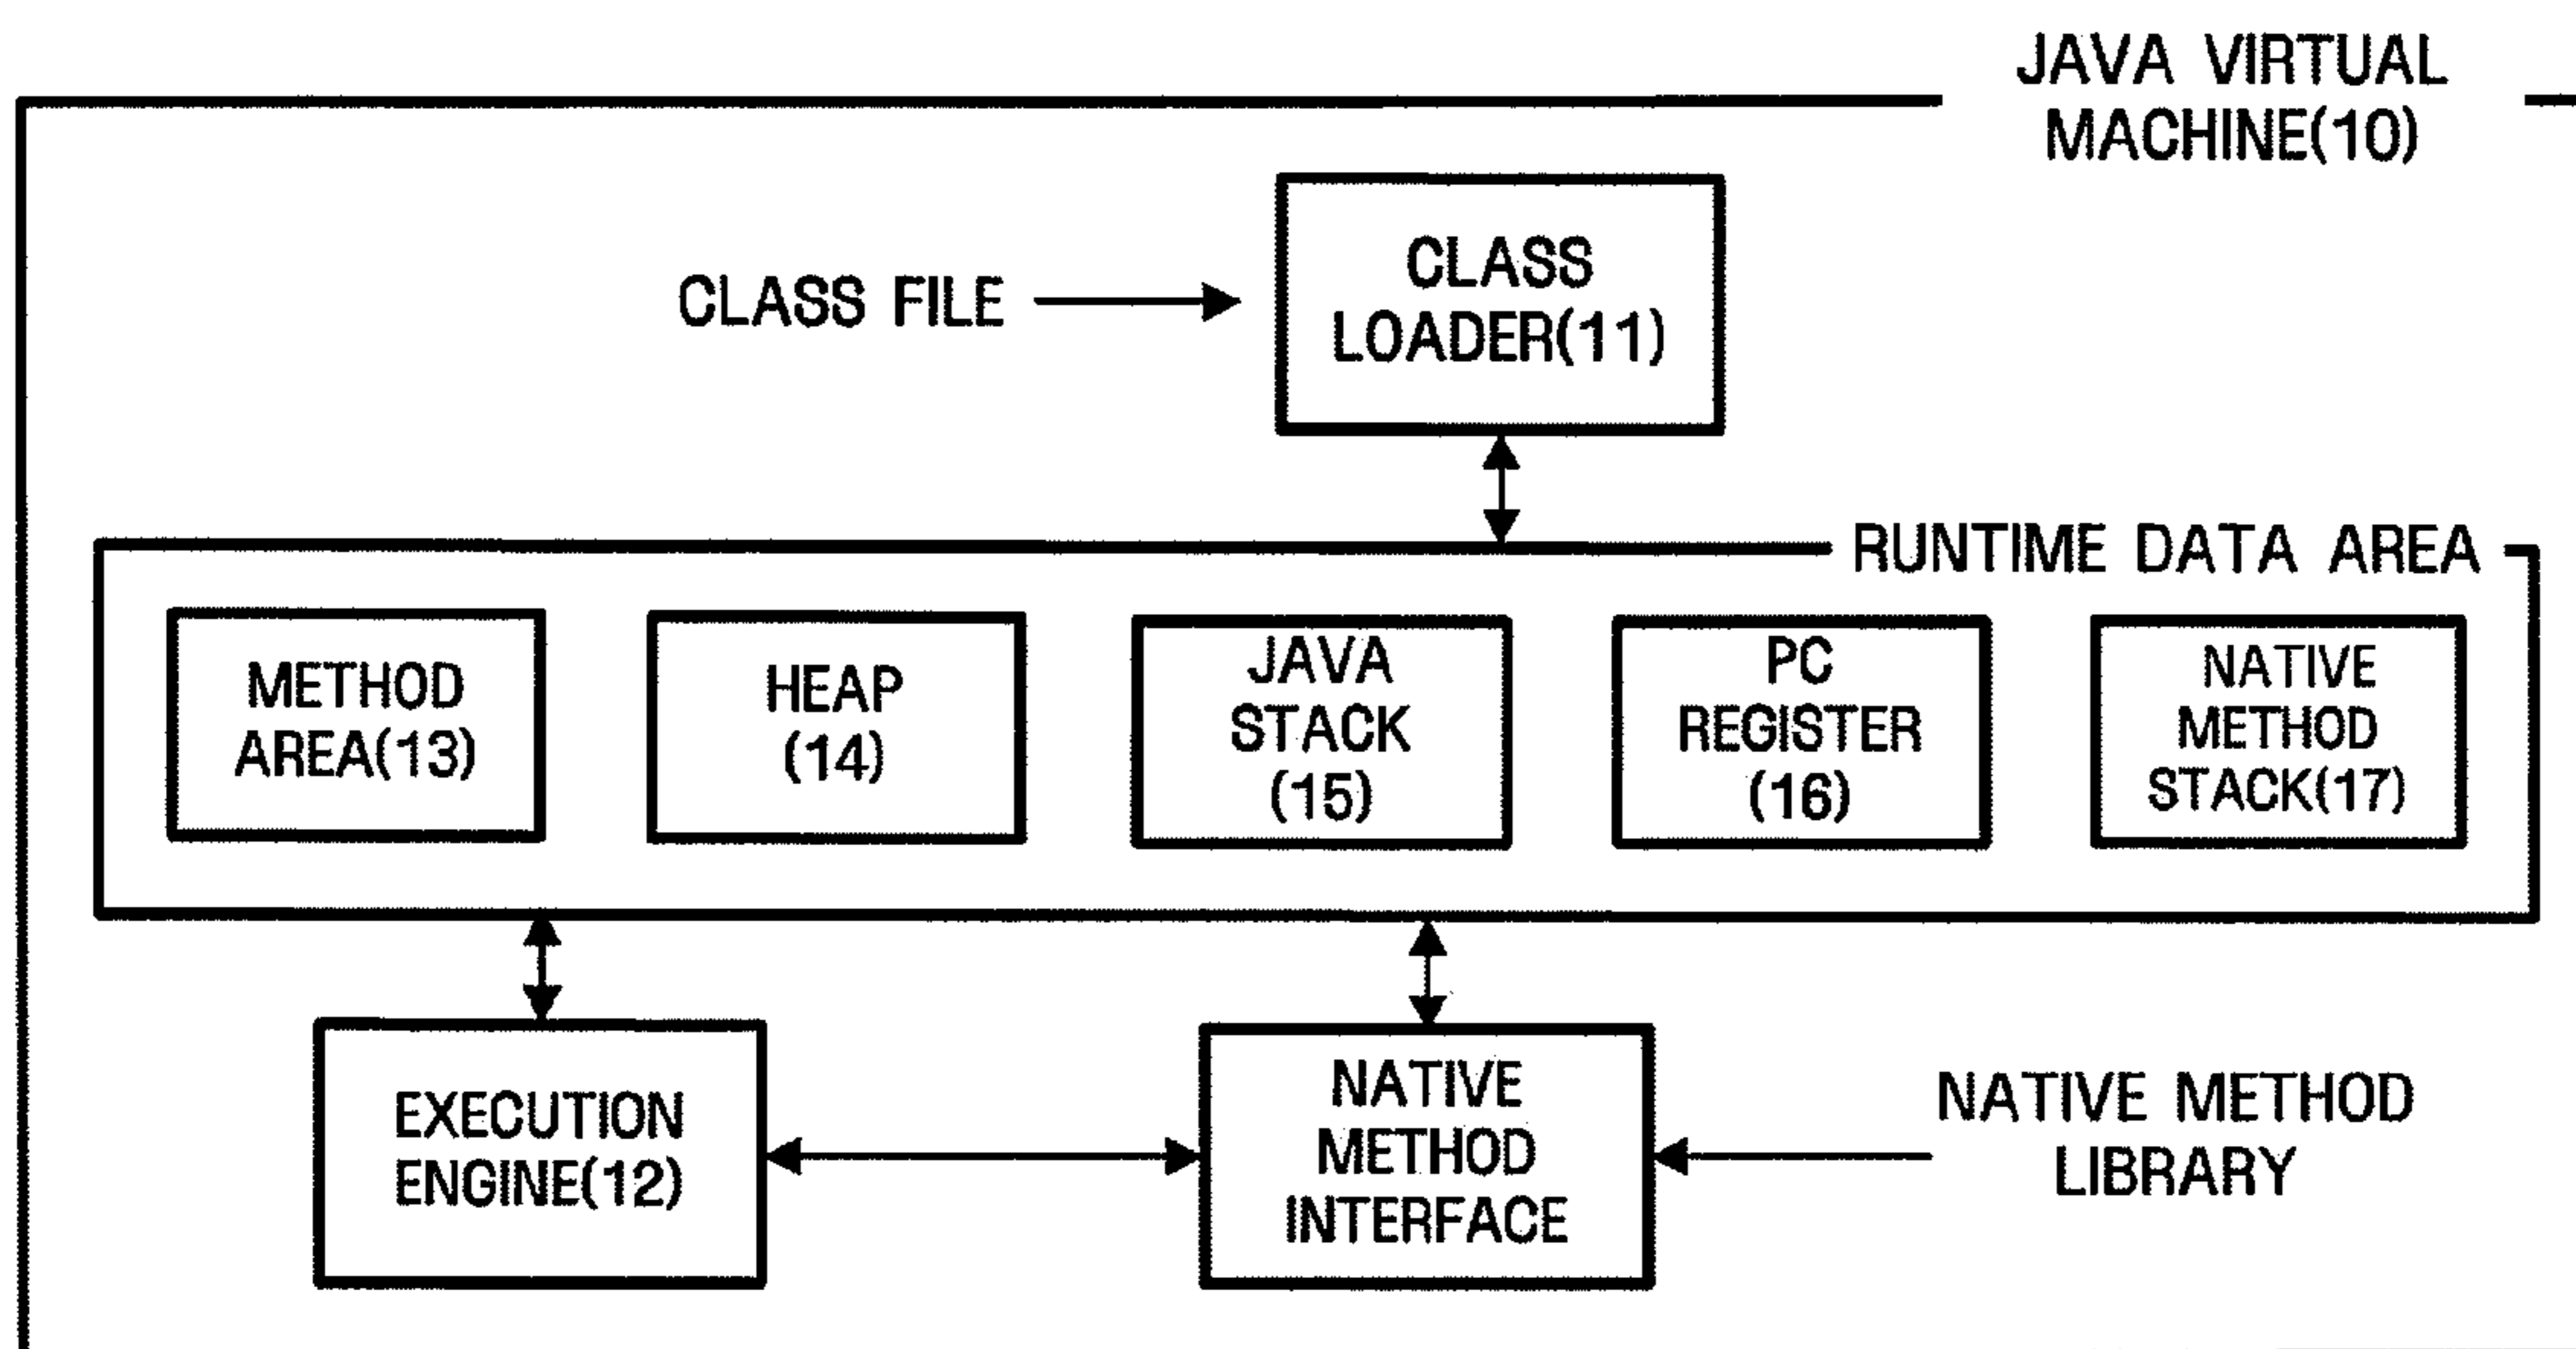 JAVA VIRTUAL
MACHINE(10)
CLASS FILE
CLASS
LOADER(11)
RUNTIME DATA AREA
METHOD
AREA(13)
HEAP
(14)
JAVA
STACK
(15)
PC
REGISTER
(16)
NATIVE
METHOD
STACK(17)
EXECUTION
ENGINE(12)
NATIVE
METHOD
INTERFACE
NATIVE METHOD
LIBRARY